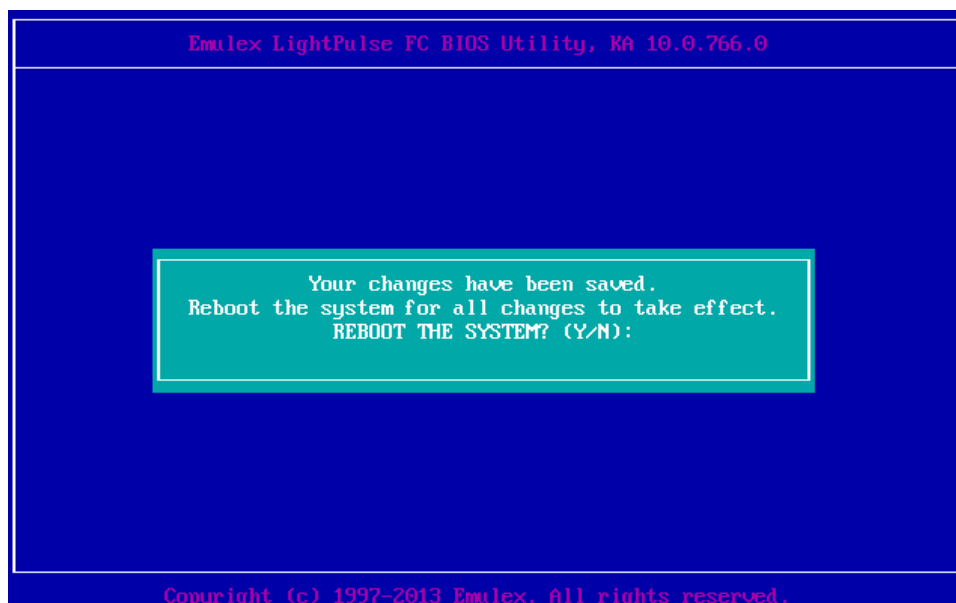 Emulex LightPulse FC BIOS Utility, KA 10.0.766.0
Your changes have been saved.
Reboot the system for all changes to take effect.
REBOOT THE SYSTEM? (Y/N):
Copyright (c) 1997-2013 Emulex. All rights reserved.